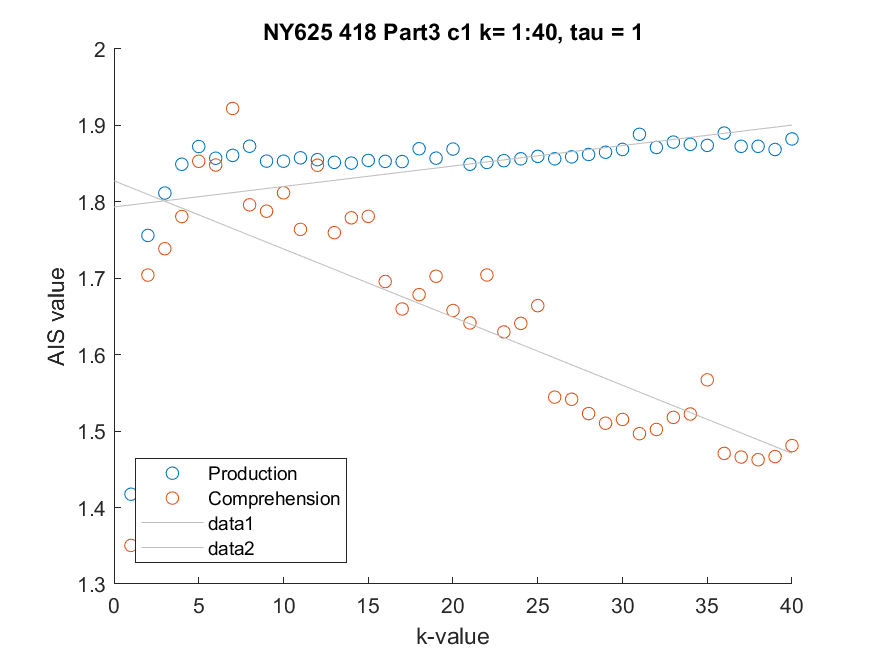 NY625 418 Part3 c1 k= 1:40, tau = 1
2
1.9
1.8
1.7
1.6
1.5
1.4
1.3
AIS value
Production
Comprehension
data1
data2
0 5 10 15 20 25 30 35 40
k-value